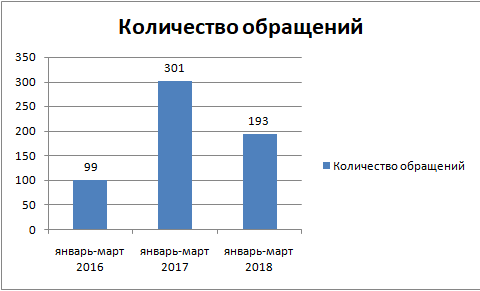 Количество обращений
350
300
250
200
150
100
50
0
99
301
193
январь-март
2016
январь-март
2017
январь-март
2018
Количество обращений